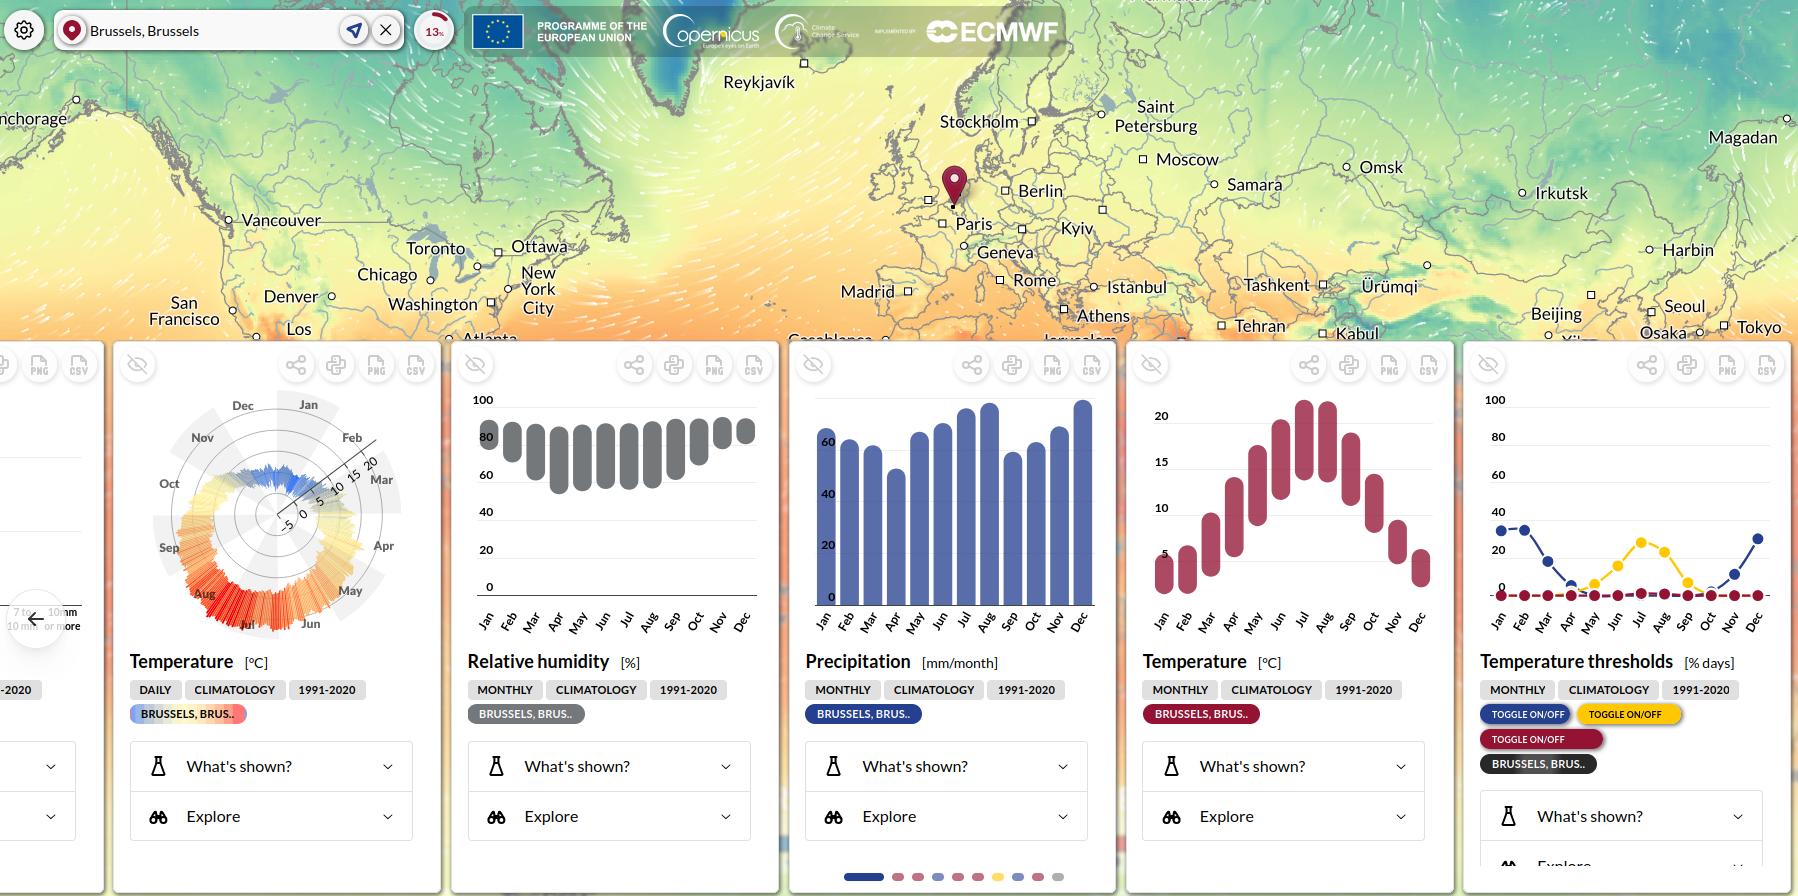 Brussels, Brussels
13%
PROGRAMME OF THE
EUROPEAN UNION
opernicus
Europe's eyes on Earth
Climate
Change Service
IMPLEMENTED BY
ECMWF
Reykjavík
nchorage
Stockholm
Saint
Petersburg
Magadan
Moscow
Omsk
Samara
Irkutsk
Berlin
Vancouver
Paris
Kyiv
Toronto
Ottawa
Geneva
Harbin
Chicago
New
York
City
Rome
Istanbul
Tashkent
Ürümqi
Denver
Washington
Madrid
San
Francisco
Athens
Beijing
Seoul
Los
Atlanta
Casablanca
Jerusalem
Tehran
Kabul
Xi'an
Osaka
Tokyo
PNG
CSV
7 to
10 mm
10mm
or more
-2020
PNG
CSV
Dec
Jan
Nov
Feb
Oct
Mar
Sep
Apr
Aug
May
Jul
Jun
-5
0
5
10
15
20
Temperature [°C]
DAILY
CLIMATOLOGY
1991-2020
BRUSSELS, BRUS..
What's shown?
Explore
PNG
CSV
100
80
60
40
20
0
Jan
Feb
Mar
Apr
May
Jun
Jul
Aug
Sep
Oct
Nov
Dec
Relative humidity [%]
MONTHLY
CLIMATOLOGY
1991-2020
BRUSSELS, BRUS..
What's shown?
Explore
PNG
CSV
60
40
20
0
Jan
Feb
Mar
Apr
May
Jun
Jul
Aug
Sep
Oct
Nov
Dec
Precipitation [mm/month]
MONTHLY
CLIMATOLOGY
1991-2020
BRUSSELS, BRUS..
What's shown?
Explore
PNG
CSV
20
15
10
5
Jan
Feb
Mar
Apr
May
Jun
Jul
Aug
Sep
Oct
Nov
Dec
Temperature [°C]
MONTHLY
CLIMATOLOGY
1991-2020
BRUSSELS, BRUS..
What's shown?
Explore
PNG
CSV
100
80
60
40
20
0
Jan
Feb
Mar
Apr
May
Jun
Jul
Aug
Sep
Oct
Nov
Dec
Temperature thresholds [% days]
MONTHLY
CLIMATOLOGY
1991-2020
TOGGLE ON/OFF
TOGGLE ON/OFF
TOGGLE ON/OFF
BRUSSELS, BRUS..
What's shown?
Explore